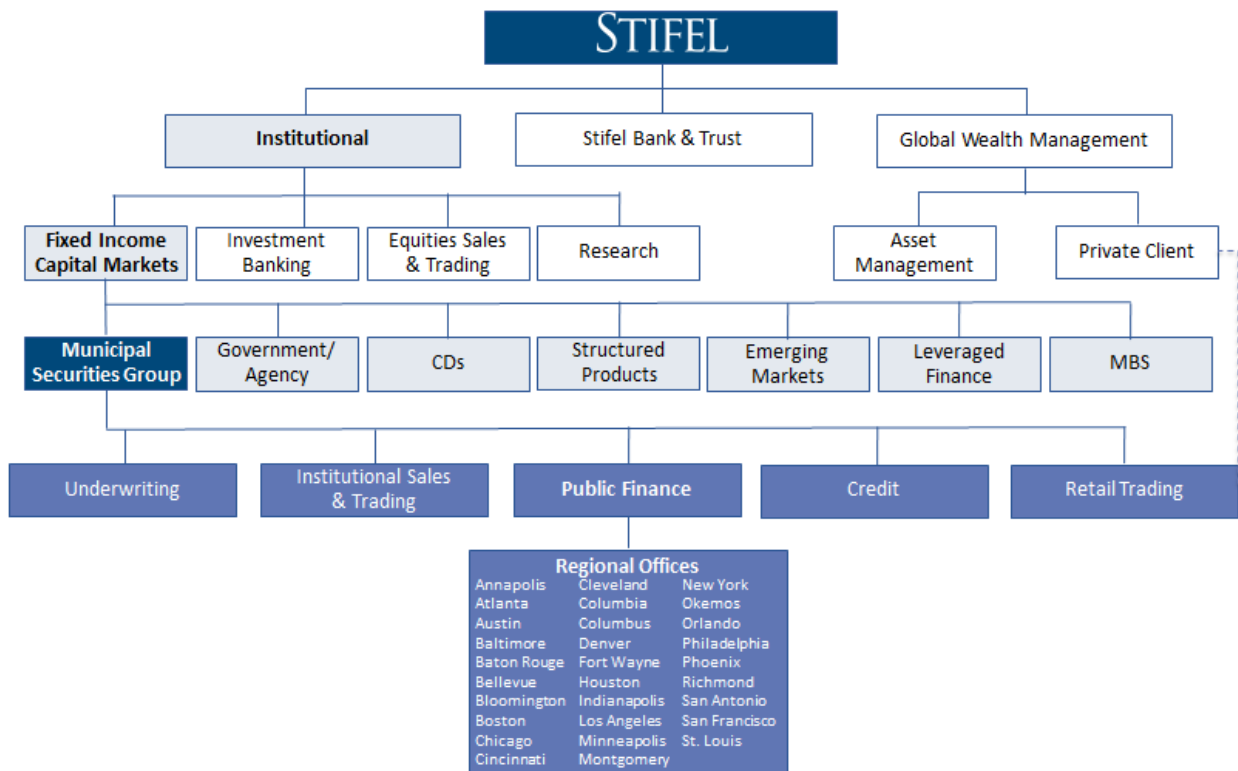 STIFEL
Institutional
Stifel Bank & Trust
Global Wealth Management
Fixed Income
Capital Markets
Investment
Banking
Equities Sales
& Trading
Research
Asset
Management
Private Client
Municipal
Securities Group
Government/
Agency
CDs
Structured
Products
Emerging
Markets
Leveraged
Finance
MBS
Underwriting
Institutional Sales
& Trading
Public Finance
Credit
Retail Trading
Regional Offices
Annapolis Cleveland New York
Atlanta Columbia Okemos
Austin Columbus Orlando
Baltimore Denver Philadelphia
Baton Rouge Fort Wayne Phoenix
Bellevue Houston Richmond
Bloomington Indianapolis San Antonio
Boston Los Angeles San Francisco
Chicago Minneapolis St. Louis
Cincinnati Montgomery